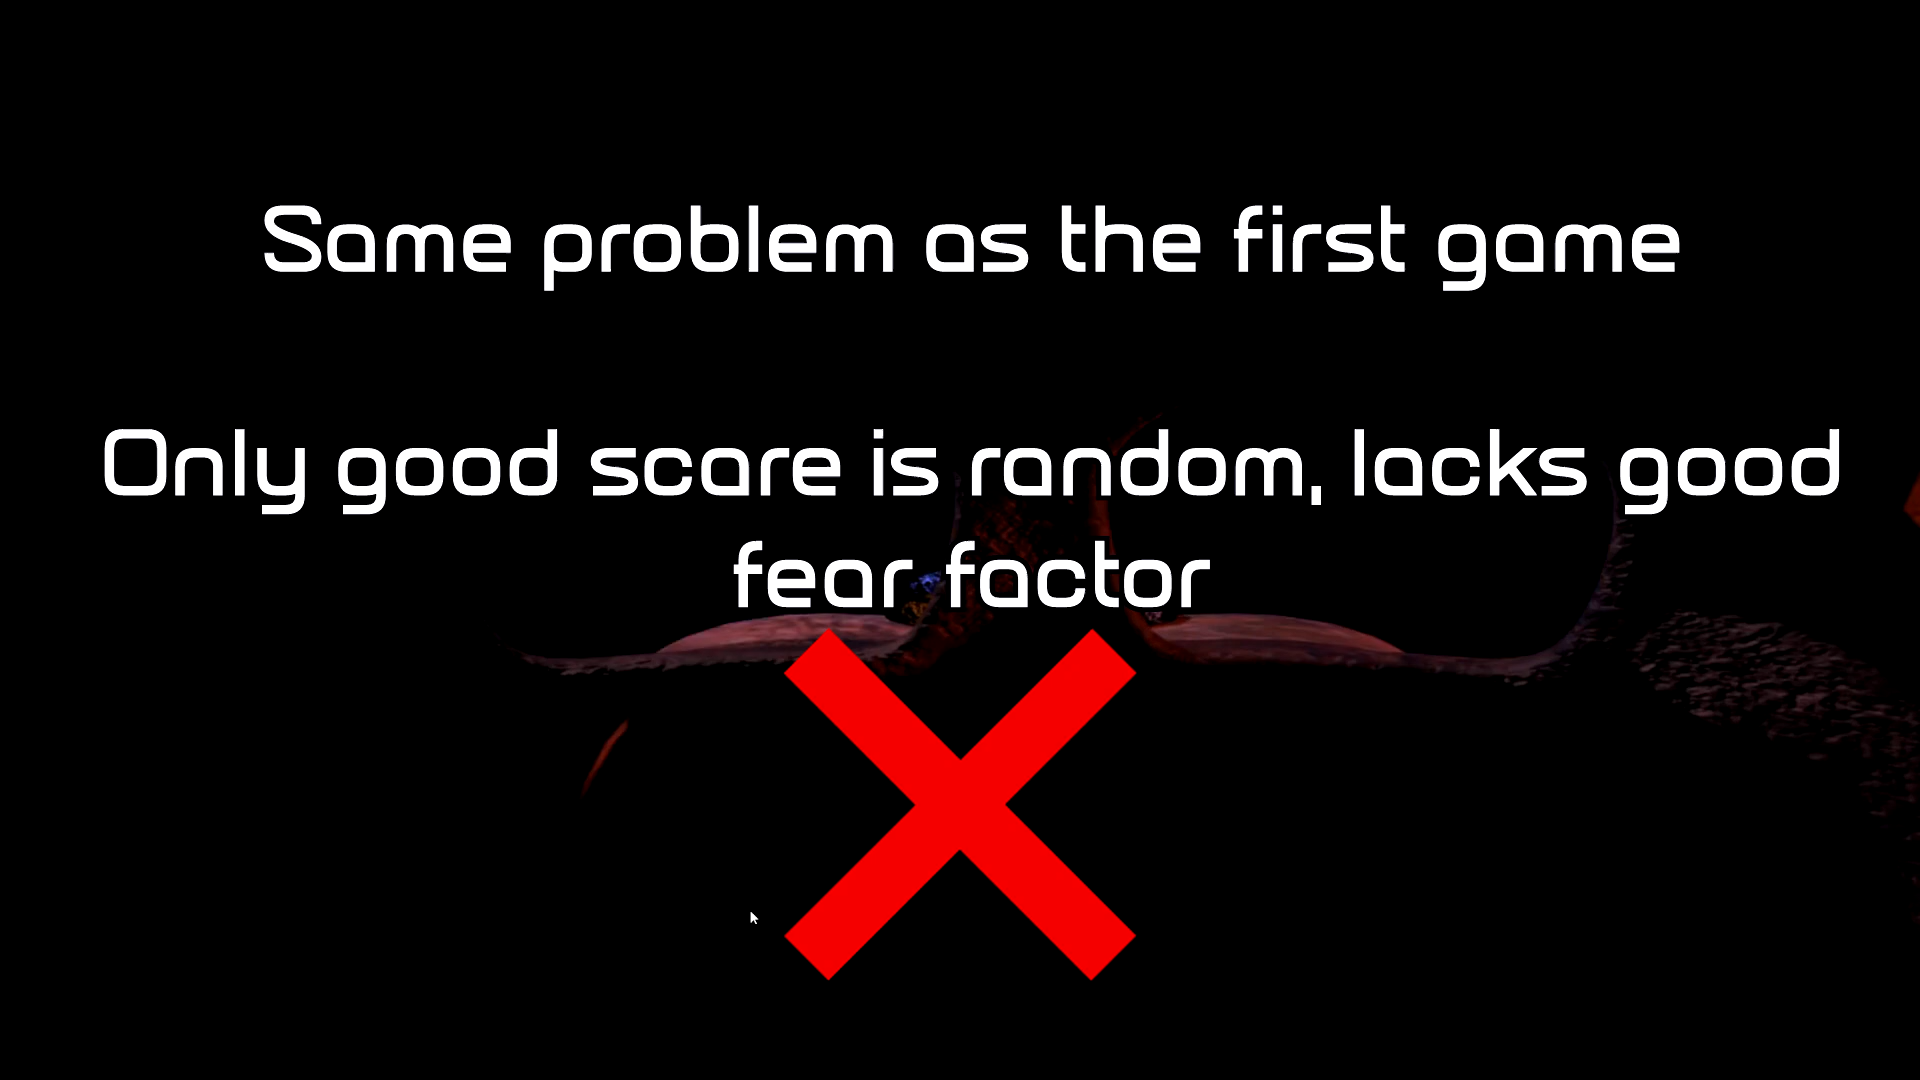 Same problem as the first game
Only good scare is random, lacks good
fear factor